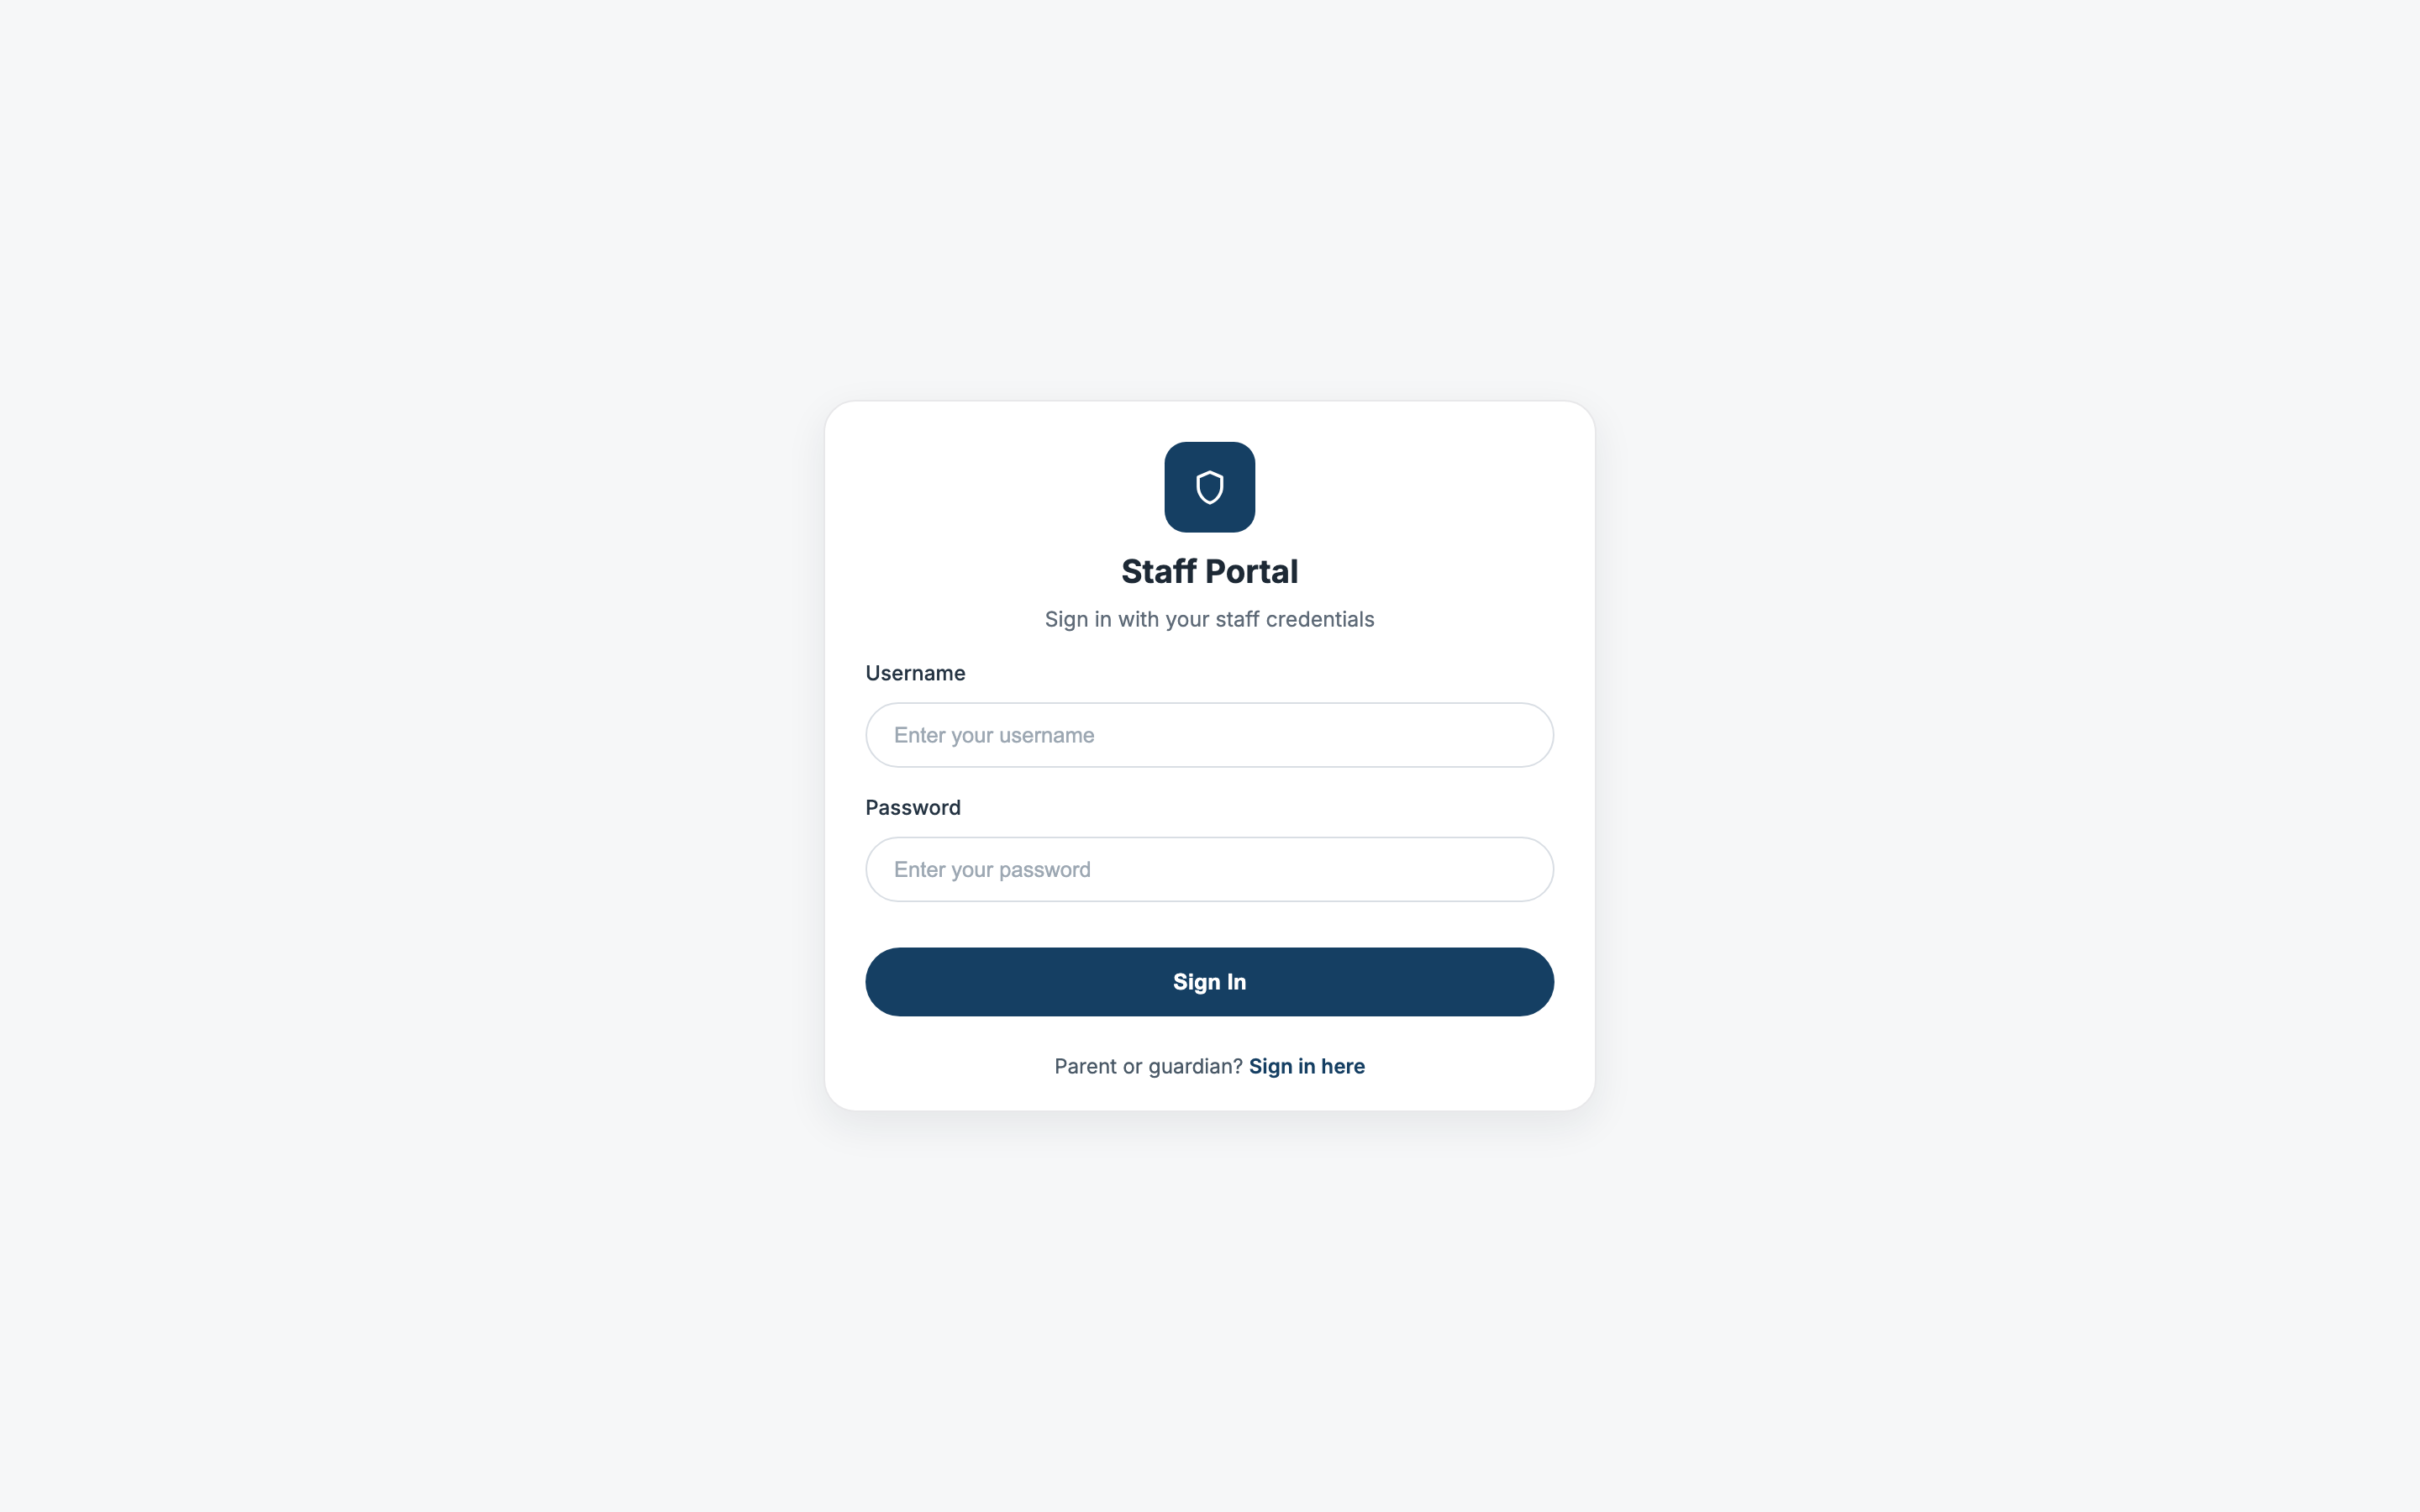 Staff Portal
Sign in with your staff credentials
Username
Enter your username
Password
Enter your password
Sign In
Parent or guardian? Sign in here